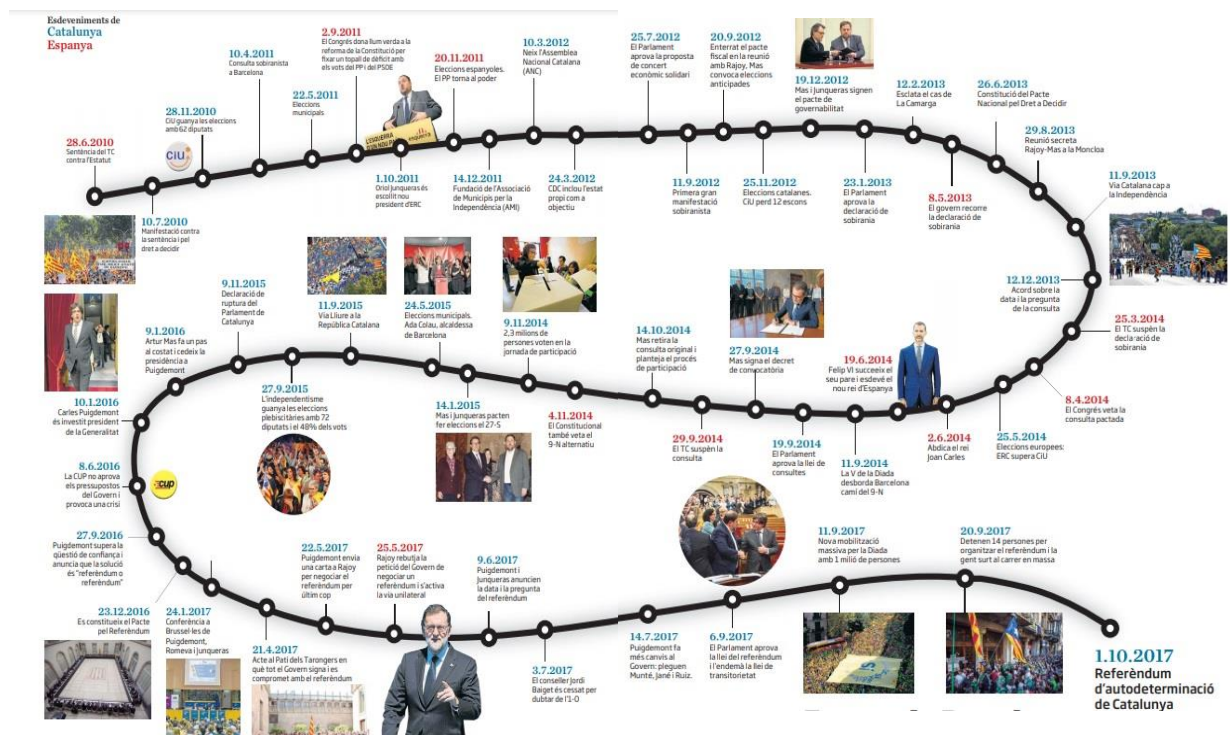 Esdeveniments de
Catalunya
Espanya
28.6.2010
Sentència del TC
contra l'Estatut
10.7.2010
Manifestació contra
la sentència i pel
dret a decidir
28.11.2010
CiU guanya les eleccions
amb 62 diputats
CiU
10.4.2011
Consulta sobiranista
a Barcelona
22.5.2011
Eleccions
municipals
2.9.2011
El Congrés dona llum verda a la
reforma de la Constitució per
fixar un topall de dèficit amb
els vots del PP i del PSOE
1.10.2011
Oriol Junqueras és
escollit nou
president d'ERC
20.11.2011
Eleccions espanyoles.
El PP torna al poder
14.12.2011
Fundació de l'Associació
de Municipis per la
Independència (AMI)
10.3.2012
Neix l'Assemblea
Nacional Catalana
(ANC)
24.3.2012
CDC inclou l'estat
propi com a
objectiu
25.7.2012
El Parlament
aprova la proposta
de concert
econòmic solidari
11.9.2012
Primera gran
manifestació
sobiranista
20.9.2012
Enterrat el pacte
fiscal en la reunió
amb Rajoy, Mas
convoca eleccions
anticipades
25.11.2012
Eleccions catalanes.
CiU perd 12 escons
19.12.2012
Mas i Junqueras signen
el pacte de
governabilitat
23.1.2013
El Parlament
aprova la
declaració de
sobirania
12.2.2013
Esclata el cas de
La Camarga
8.5.2013
El govern recorre
la declaració de
sobirania
26.6.2013
Constitució del Pacte
Nacional pel Dret a Decidir
29.8.2013
Reunió secreta
Rajoy-Mas a la Moncloa
11.9.2013
Via Catalana cap a
la Independència
12.12.2013
Acord sobre la
data i la pregunta
de la consulta
25.3.2014
El TC suspèn la
declaració de
sobirania
8.4.2014
El Congrés veta la
consulta pactada
25.5.2014
Eleccions europees:
ERC supera CiU
2.6.2014
Abdica el rei
Joan Carles
19.6.2014
Felip VI succeeix el
seu pare i esdevé el
nou rei d'Espanya
11.9.2014
La V de la Diada
desborda Barcelona
camí del 9-N
19.9.2014
El Parlament
aprova la llei de
consultes
27.9.2014
Mas signa el decret
de convocatòria
29.9.2014
El TC suspèn la
consulta
14.10.2014
Mas retira la
consulta original i
planteja el procés
de participació
4.11.2014
El Constitucional
també veta el
9-N alternatiu
9.11.2014
2,3 milions de
persones voten en la
jornada de participació
14.1.2015
Mas i Junqueras pacten
fer eleccions el 27-S
24.5.2015
Eleccions municipals.
Ada Colau, alcaldessa
de Barcelona
11.9.2015
Via Lliure a la
República Catalana
27.9.2015
L'independentisme
guanya les eleccions
plebiscitàries amb 72
diputats i el 48% dels vots
9.11.2015
Declaració de
ruptura del
Parlament de
Catalunya
9.1.2016
Artur Mas fa un pas
al costat i cedeix la
presidència a
Puigdemont
10.1.2016
Carles Puigdemont
és investit president
de la Generalitat
8.6.2016
La CUP no aprova
els pressupostos
del Govern i
provoca una crisi
cup
27.9.2016
Puigdemont supera la
qüestió de confiança i
anuncia que la solució
és "referèndum o
referèndum"
23.12.2016
Es constitueix el Pacte
pel Referèndum
24.1.2017
Conferència a
Brussel·les de
Puigdemont,
Romeva i Junqueras
21.4.2017
Acte al Pati dels Tarongers en
què tot el Govern signa i es
compromet amb el referèndum
22.5.2017
Puigdemont envia
una carta a Rajoy
per negociar el
referèndum per
últim cop
25.5.2017
Rajoy rebutja la
petició del Govern de
negociar un
referèndum i s'activa
la via unilateral
9.6.2017
Puigdemont i
Junqueras anuncien
la data i la pregunta
del referèndum
3.7.2017
El conseller Jordi
Baiget és cessat per
dubtar de l'1-O
14.7.2017
Puigdemont fa
més canvis al
Govern: pleguen
Munté, Jané i Ruiz.
6.9.2017
El Parlament aprova
la llei del referèndum
i l'endemà la llei de
transitorietat
11.9.2017
Nova mobilització
massiva per la Diada
amb 1 milió de persones
20.9.2017
Detenen 14 persones per
organitzar el referèndum i la
gent surt al carrer en massa
1.10.2017
Referèndum
d'autodeterminació
de Catalunya